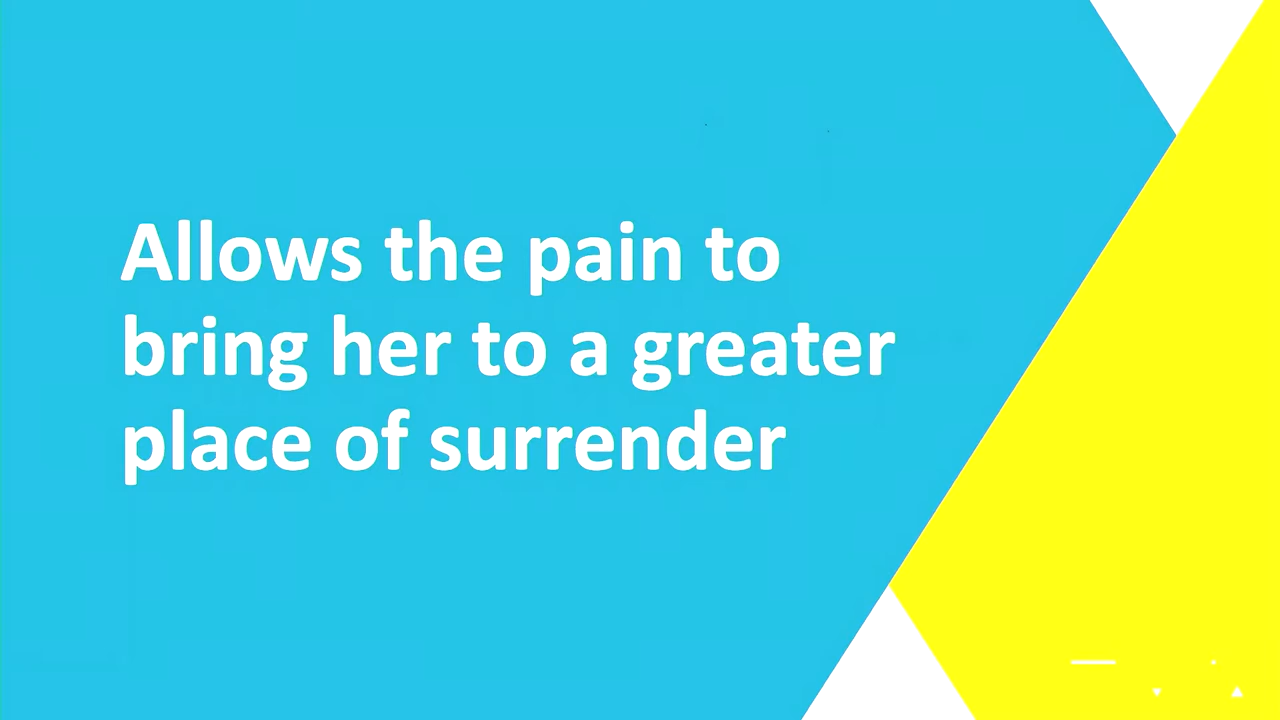 Allows the pain to
bring her to a greater
place of surrender